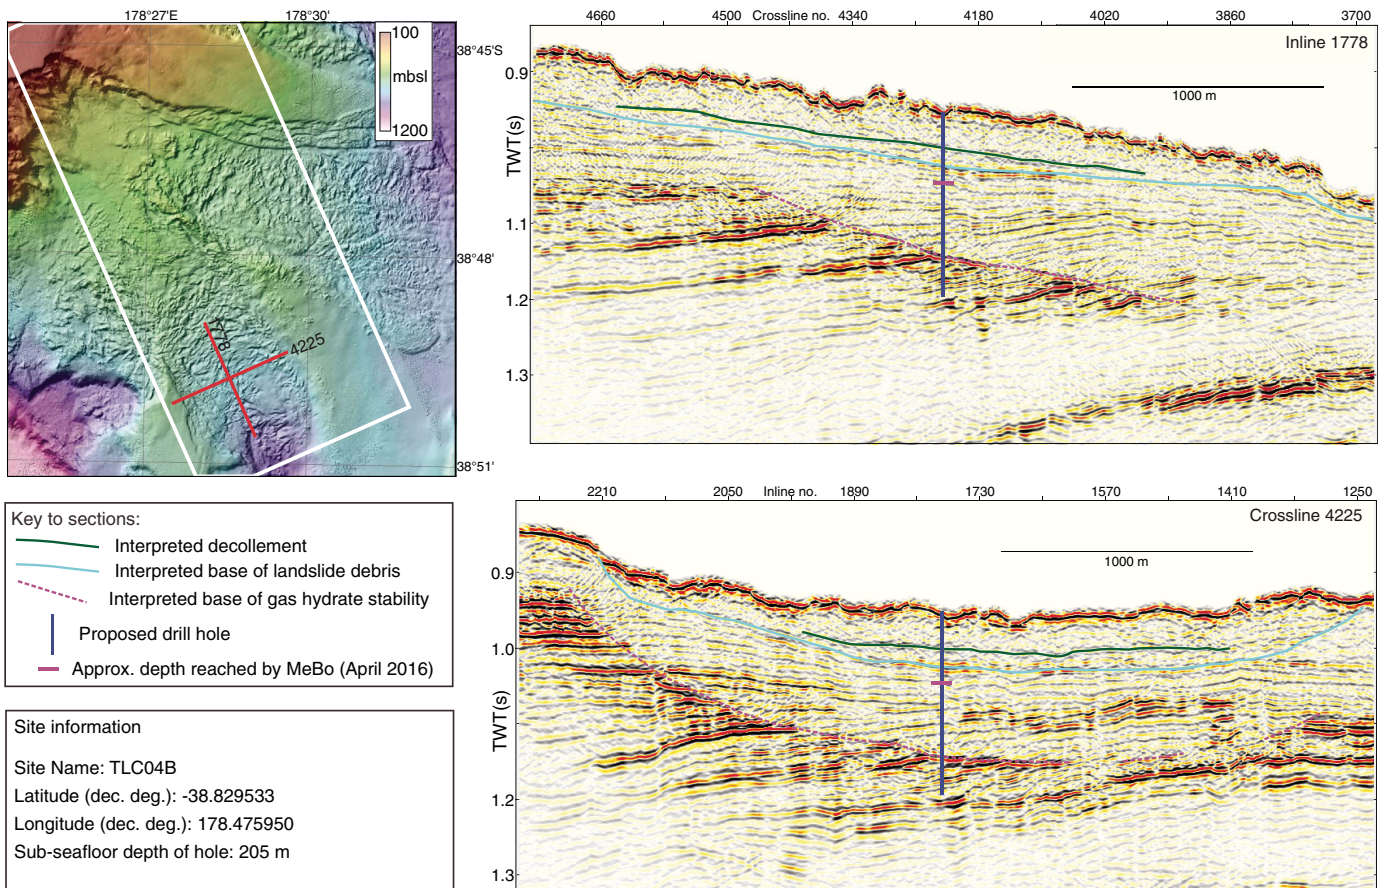 178°27'E 178°30'
100
mbsl
1200
38°45'S
38°48'
38°51'
1778
4225
4660 4500 Crossline no. 4340 4180 4020 3860 3700
Inline 1778
1000 m
TWT(s)
0.9
1.1
1.2
1.3
Key to sections:
Interpreted decollement
Interpreted base of landslide debris
Interpreted base of gas hydrate stability
Proposed drill hole
Approx. depth reached by MeBo (April 2016)
2210 2050 Inline no. 1890 1730 1570 1410 1250
Crossline 4225
1000 m
TWT(s)
0.9
1.0
1.2
1.3
Site information
Site Name: TLC04B
Latitude (dec. deg.): -38.829533
Longitude (dec. deg.): 178.475950
Sub-seafloor depth of hole: 205 m